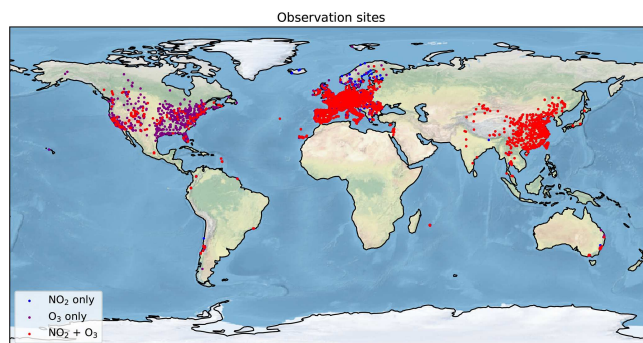 Observation sites
NO₂ only
O₃ only
NO₂ + O₃